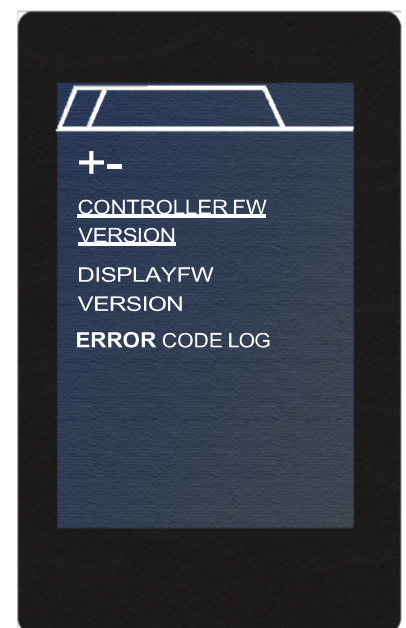 +-
CONTROLLER FW
VERSION
DISPLAYFW
VERSION
ERROR CODE LOG